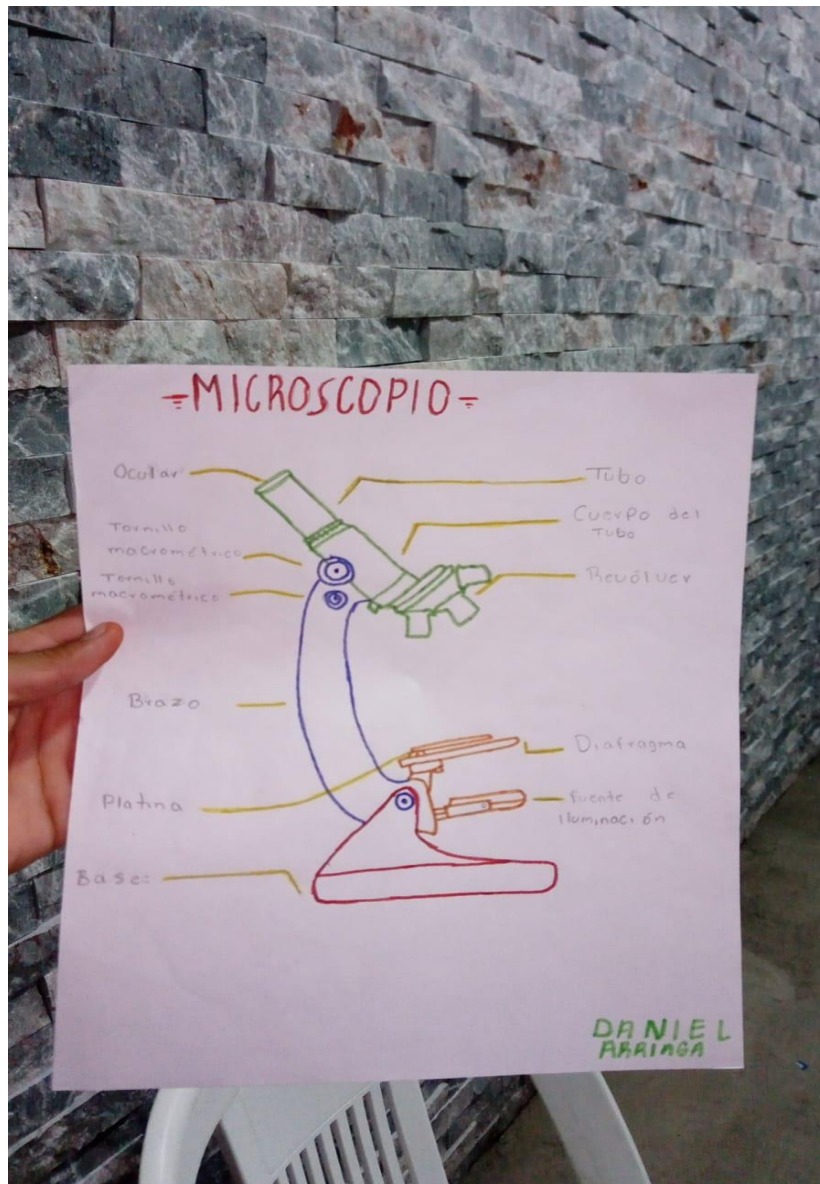 -MICROSCOPIO-
Ocular
Tubo
Tornillo
macrométrico
Cuerpo del
Tubo
Tornillo
macrométrico
Revólver
Brazo
Diafragma
Platina
fuente de
iluminación
Base:
DANIEL
ARRIAGA